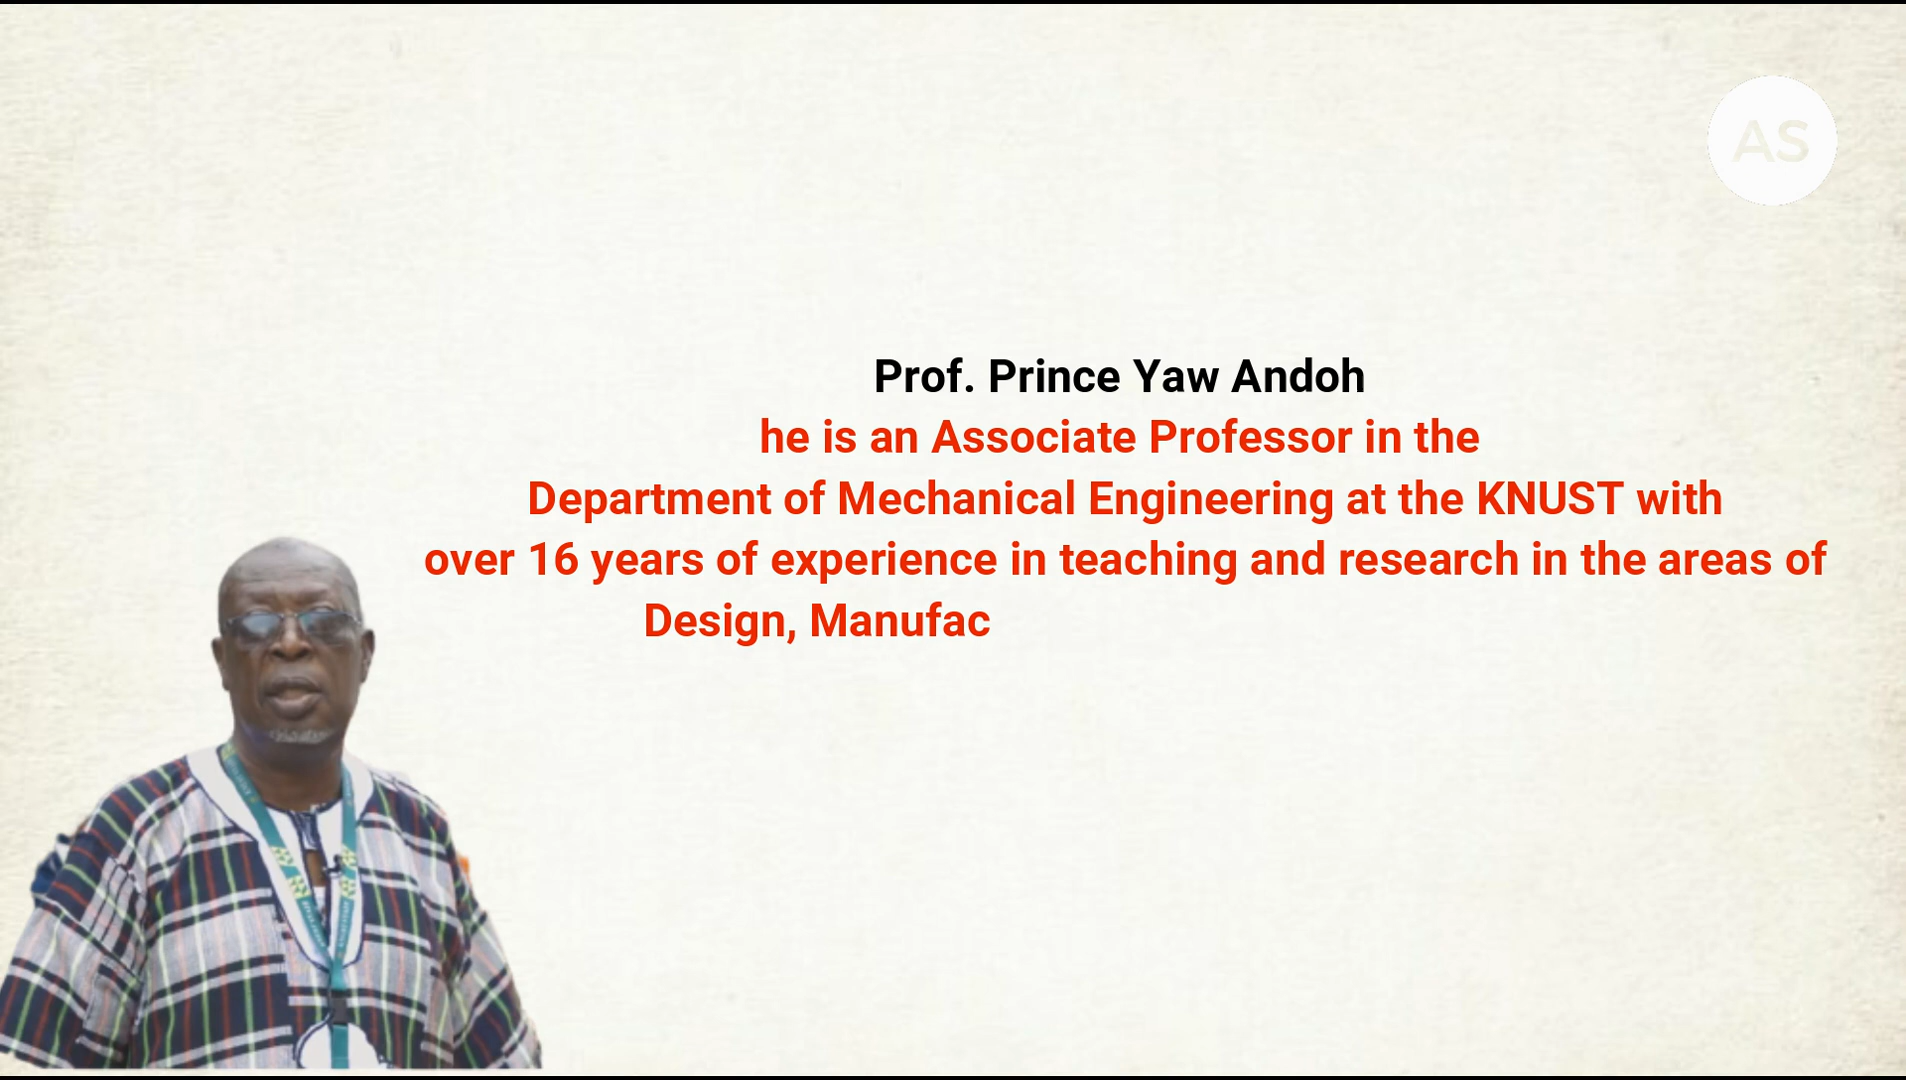 AS
Prof. Prince Yaw Andoh
he is an Associate Professor in the
Department of Mechanical Engineering at the KNUST with
over 16 years of experience in teaching and research in the areas of
Design, Manufac